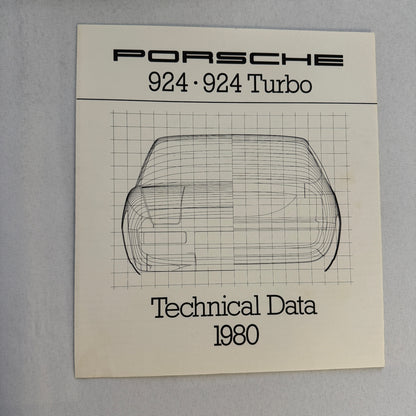 PORSCHE
924 · 924 Turbo
Technical Data
1980